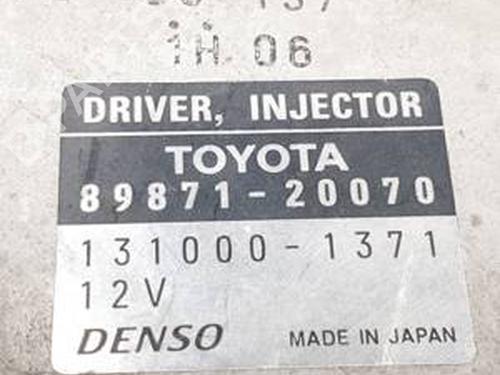 1H 06
DRIVER, INJECTOR
TOYOTA
89871-20070
131000-1371
12V
DENSO MADE IN JAPAN